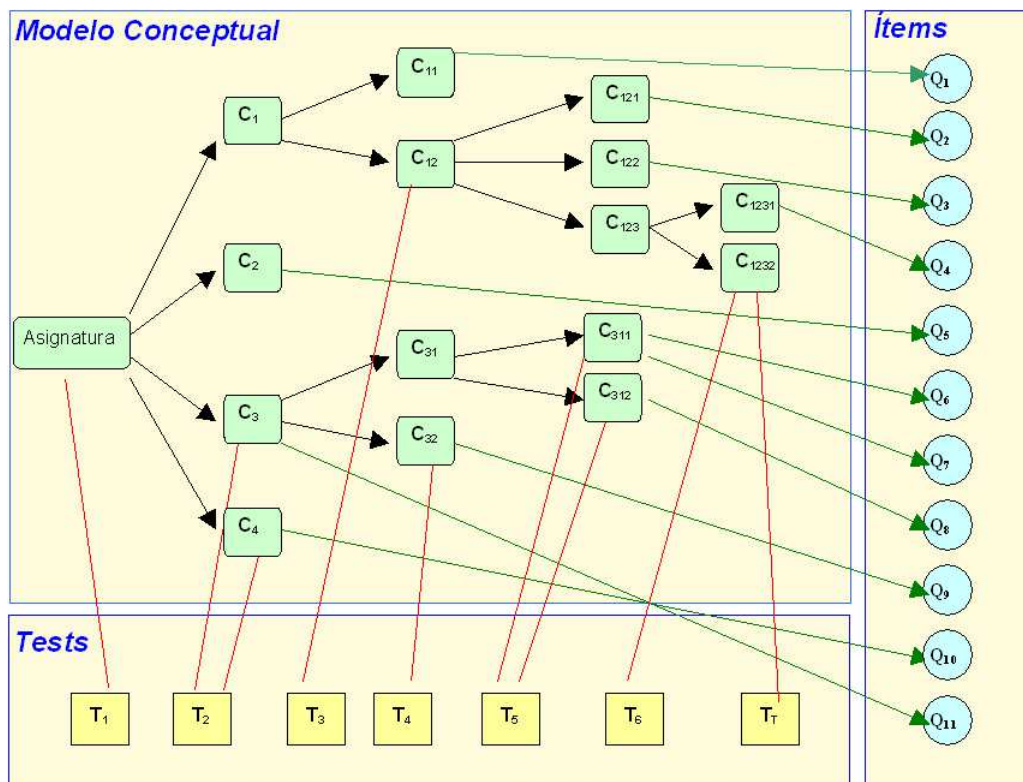 Modelo Conceptual
Ítems
C11
Q1
C1
C121
Q2
C12
C122
Q3
C1231
C123
C2
C1232
Q4
Asignatura
C31
C311
Q5
C3
C312
Q6
C32
Q7
C4
Q8
Q9
Tests
Q10
T1
T2
T3
T4
T5
T6
TT
Q11